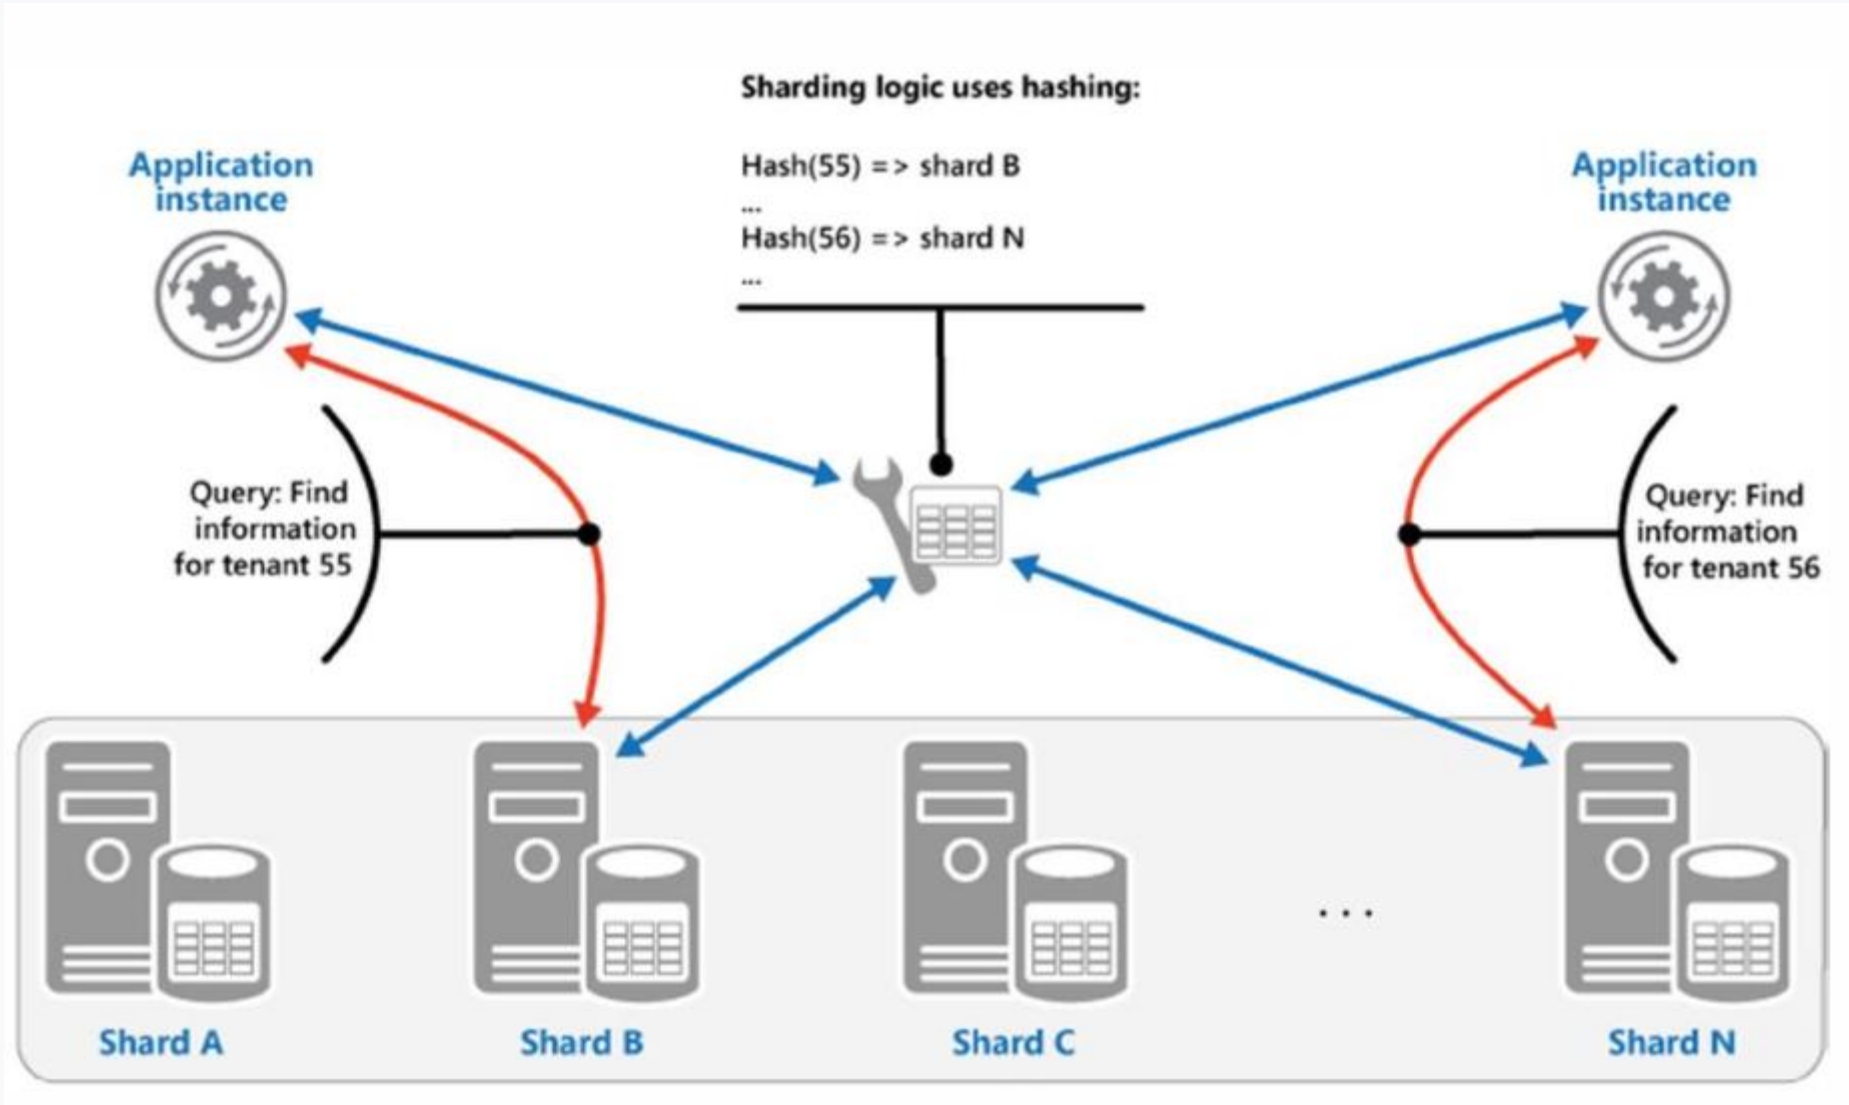 Sharding logic uses hashing:
Hash(55) => shard B
...
Hash(56) => shard N
...
Application
instance
Application
instance
Query: Find
information
for tenant 55
Query: Find
information
for tenant 56
. . .
Shard A
Shard B
Shard C
Shard N